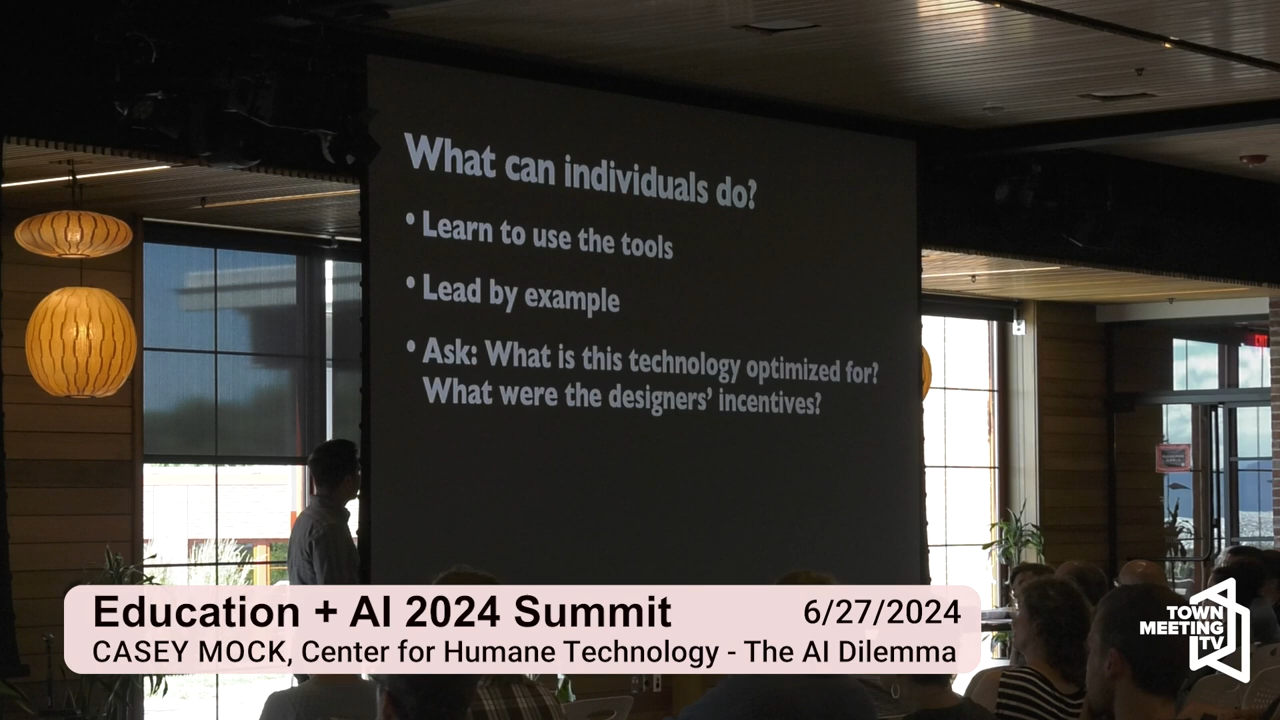 What can individuals do?
• Learn to use the tools
• Lead by example
• Ask: What is this technology optimized for?
What were the designers' incentives?
Education + AI 2024 Summit 6/27/2024
CASEY MOCK, Center for Humane Technology - The AI Dilemma
TOWN
MEETING
TV